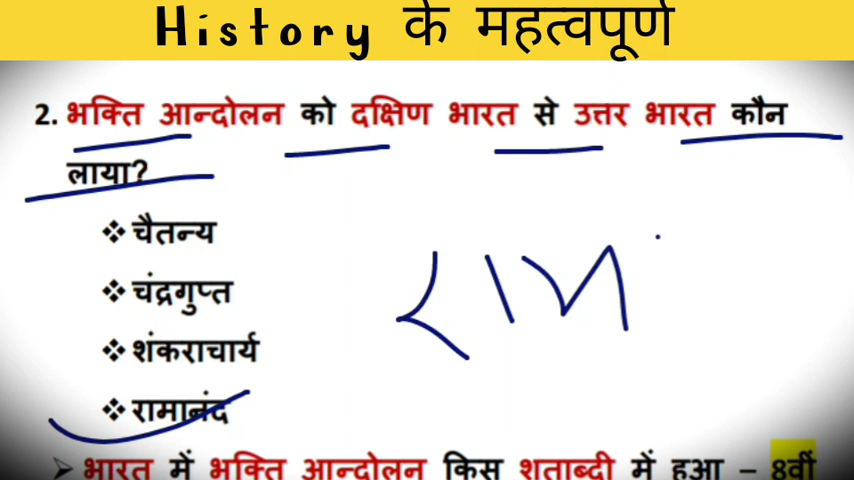 History के महत्वपूर्ण
2. भक्ति आन्दोलन को दक्षिण भारत से उत्तर भारत कौन
लाया?
❖ चैतन्य
❖ चंद्रगुप्त
❖ शंकराचार्य
❖ रामानंद
राम
➢ भारत में भक्ति आन्दोलन किस शताब्दी में हुआ – 8वीं